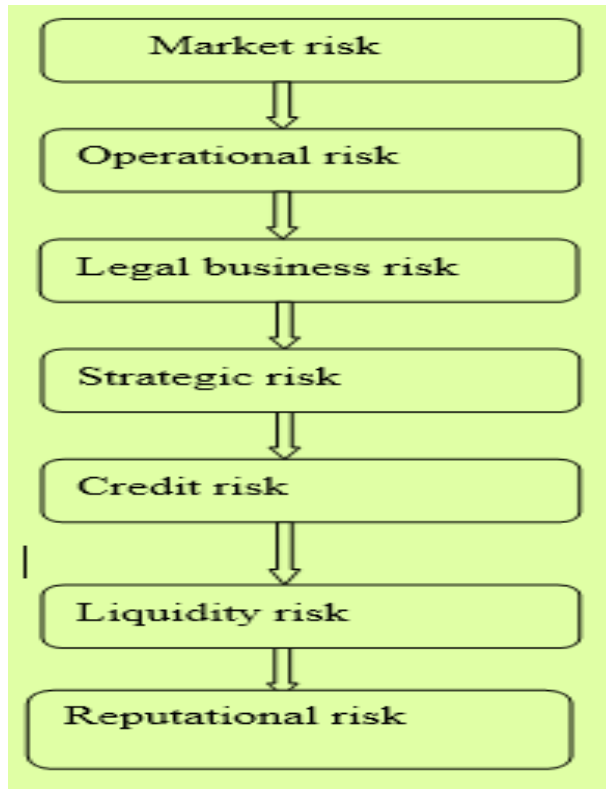 Market risk
Operational risk
Legal business risk
Strategic risk
Credit risk
Liquidity risk
Reputational risk